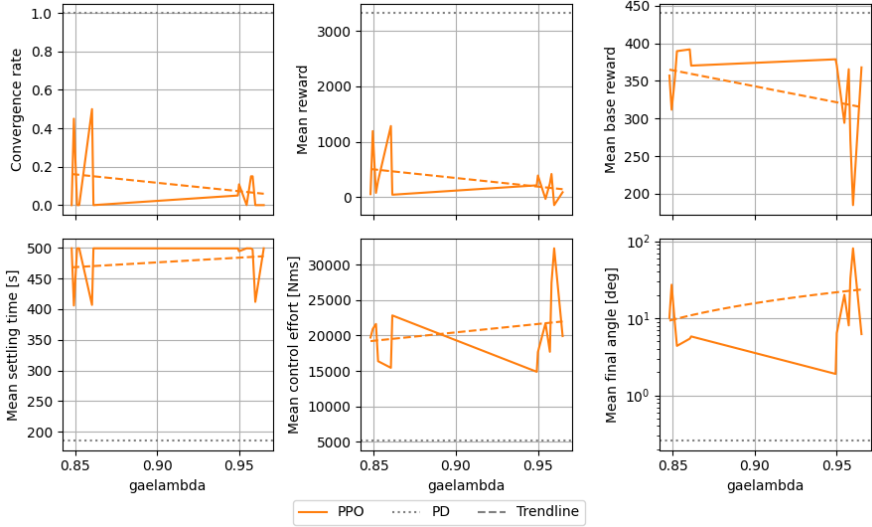 Convergence rate
1.0
0.8
0.6
0.4
0.2
0.0
Mean reward
3000
2000
1000
0
Mean base reward
450
400
350
300
250
200
Mean settling time [s]
500
450
400
350
300
250
200
0.85 0.90 0.95
gaelambda
Mean control effort [Nms]
30000
25000
20000
15000
10000
5000
0.85 0.90 0.95
gaelambda
Mean final angle [deg]
10²
10¹
10⁰
0.85 0.90 0.95
gaelambda
PPO PD Trendline